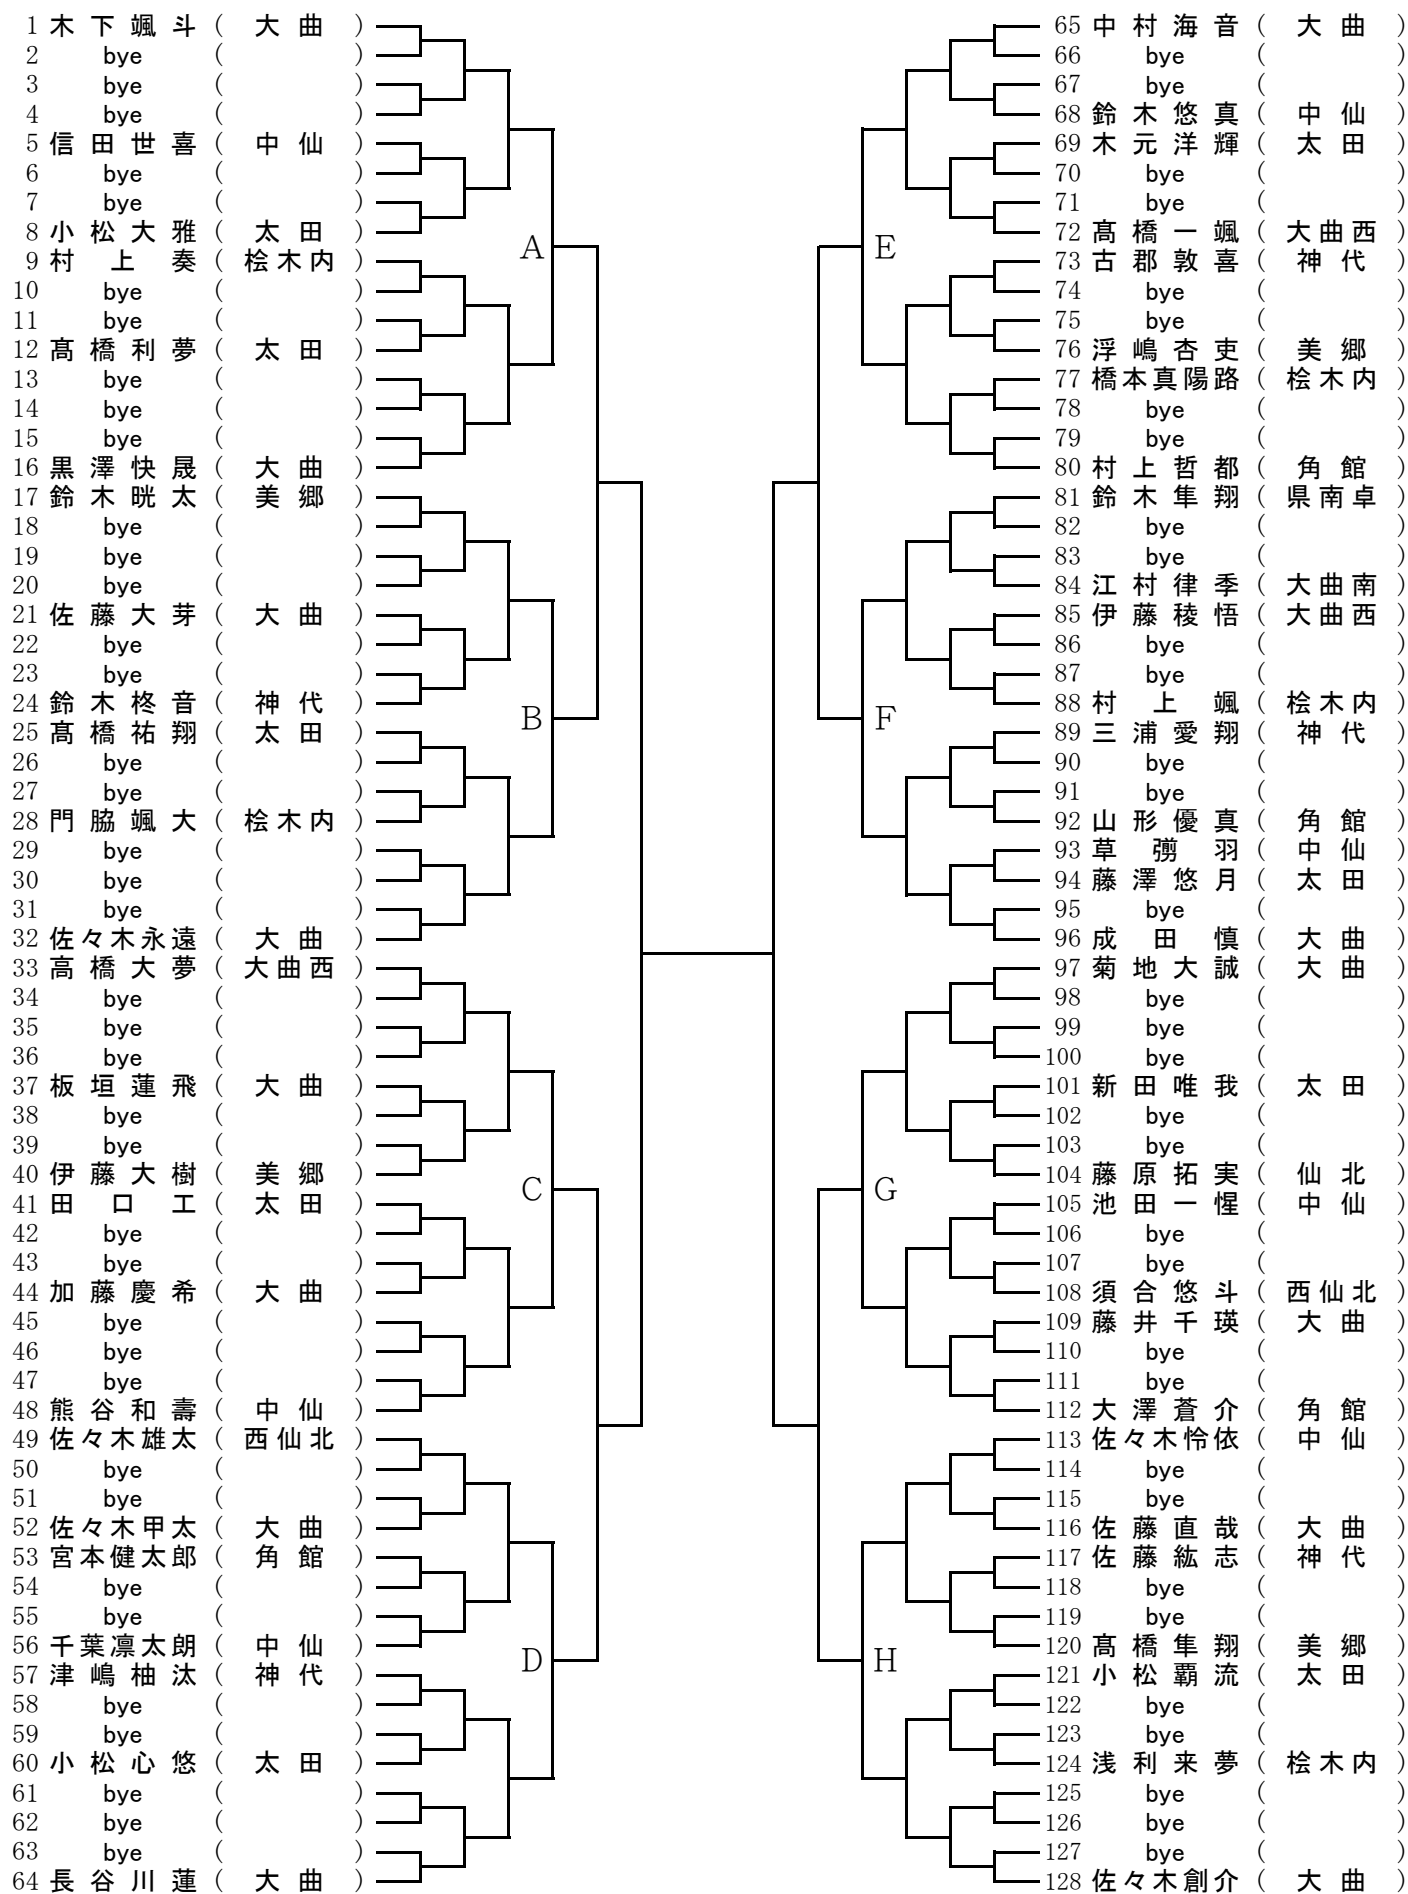 1 木下颯斗 ( 大曲 )
2 bye ( )
3 bye ( )
4 bye ( )
5 信田世喜 ( 中仙 )
6 bye ( )
7 bye ( )
8 小松大雅 ( 太田 )
9 村上奏 ( 桧木内 )
10 bye ( )
11 bye ( )
12 髙橋利夢 ( 太田 )
13 bye ( )
14 bye ( )
15 bye ( )
16 黒澤快晟 ( 大曲 )
17 鈴木晄太 ( 美郷 )
18 bye ( )
19 bye ( )
20 bye ( )
21 佐藤大芽 ( 大曲 )
22 bye ( )
23 bye ( )
24 鈴木柊音 ( 神代 )
25 髙橋祐翔 ( 太田 )
26 bye ( )
27 bye ( )
28 門脇颯大 ( 桧木内 )
29 bye ( )
30 bye ( )
31 bye ( )
32 佐々木永遠 ( 大曲 )
33 高橋大夢 ( 大曲西 )
34 bye ( )
35 bye ( )
36 bye ( )
37 板垣蓮飛 ( 大曲 )
38 bye ( )
39 bye ( )
40 伊藤大樹 ( 美郷 )
41 田口工 ( 太田 )
42 bye ( )
43 bye ( )
44 加藤慶希 ( 大曲 )
45 bye ( )
46 bye ( )
47 bye ( )
48 熊谷和壽 ( 中仙 )
49 佐々木雄太 ( 西仙北 )
50 bye ( )
51 bye ( )
52 佐々木甲太 ( 大曲 )
53 宮本健太郎 ( 角館 )
54 bye ( )
55 bye ( )
56 千葉凛太朗 ( 中仙 )
57 津嶋柚汰 ( 神代 )
58 bye ( )
59 bye ( )
60 小松心悠 ( 太田 )
61 bye ( )
62 bye ( )
63 bye ( )
64 長谷川蓮 ( 大曲 )
A
B
C
D
E
F
G
H
65 中村海音 ( 大曲 )
66 bye ( )
67 bye ( )
68 鈴木悠真 ( 中仙 )
69 木元洋輝 ( 太田 )
70 bye ( )
71 bye ( )
72 髙橋一颯 ( 大曲西 )
73 古郡敦喜 ( 神代 )
74 bye ( )
75 bye ( )
76 浮嶋杏吏 ( 美郷 )
77 橋本真陽路 ( 桧木内 )
78 bye ( )
79 bye ( )
80 村上哲都 ( 角館 )
81 鈴木隼翔 ( 県南卓 )
82 bye ( )
83 bye ( )
84 江村律季 ( 大曲南 )
85 伊藤稜悟 ( 大曲西 )
86 bye ( )
87 bye ( )
88 村上颯 ( 桧木内 )
89 三浦愛翔 ( 神代 )
90 bye ( )
91 bye ( )
92 山形優真 ( 角館 )
93 草彅羽 ( 中仙 )
94 藤澤悠月 ( 太田 )
95 bye ( )
96 成田慎 ( 大曲 )
97 菊地大誠 ( 大曲 )
98 bye ( )
99 bye ( )
100 bye ( )
101 新田唯我 ( 太田 )
102 bye ( )
103 bye ( )
104 藤原拓実 ( 仙北 )
105 池田一惺 ( 中仙 )
106 bye ( )
107 bye ( )
108 須合悠斗 ( 西仙北 )
109 藤井千瑛 ( 大曲 )
110 bye ( )
111 bye ( )
112 大澤蒼介 ( 角館 )
113 佐々木怜依 ( 中仙 )
114 bye ( )
115 bye ( )
116 佐藤直哉 ( 大曲 )
117 佐藤紘志 ( 神代 )
118 bye ( )
119 bye ( )
120 髙橋隼翔 ( 美郷 )
121 小松覇流 ( 太田 )
122 bye ( )
123 bye ( )
124 浅利来夢 ( 桧木内 )
125 bye ( )
126 bye ( )
127 bye ( )
128 佐々木創介 ( 大曲 )